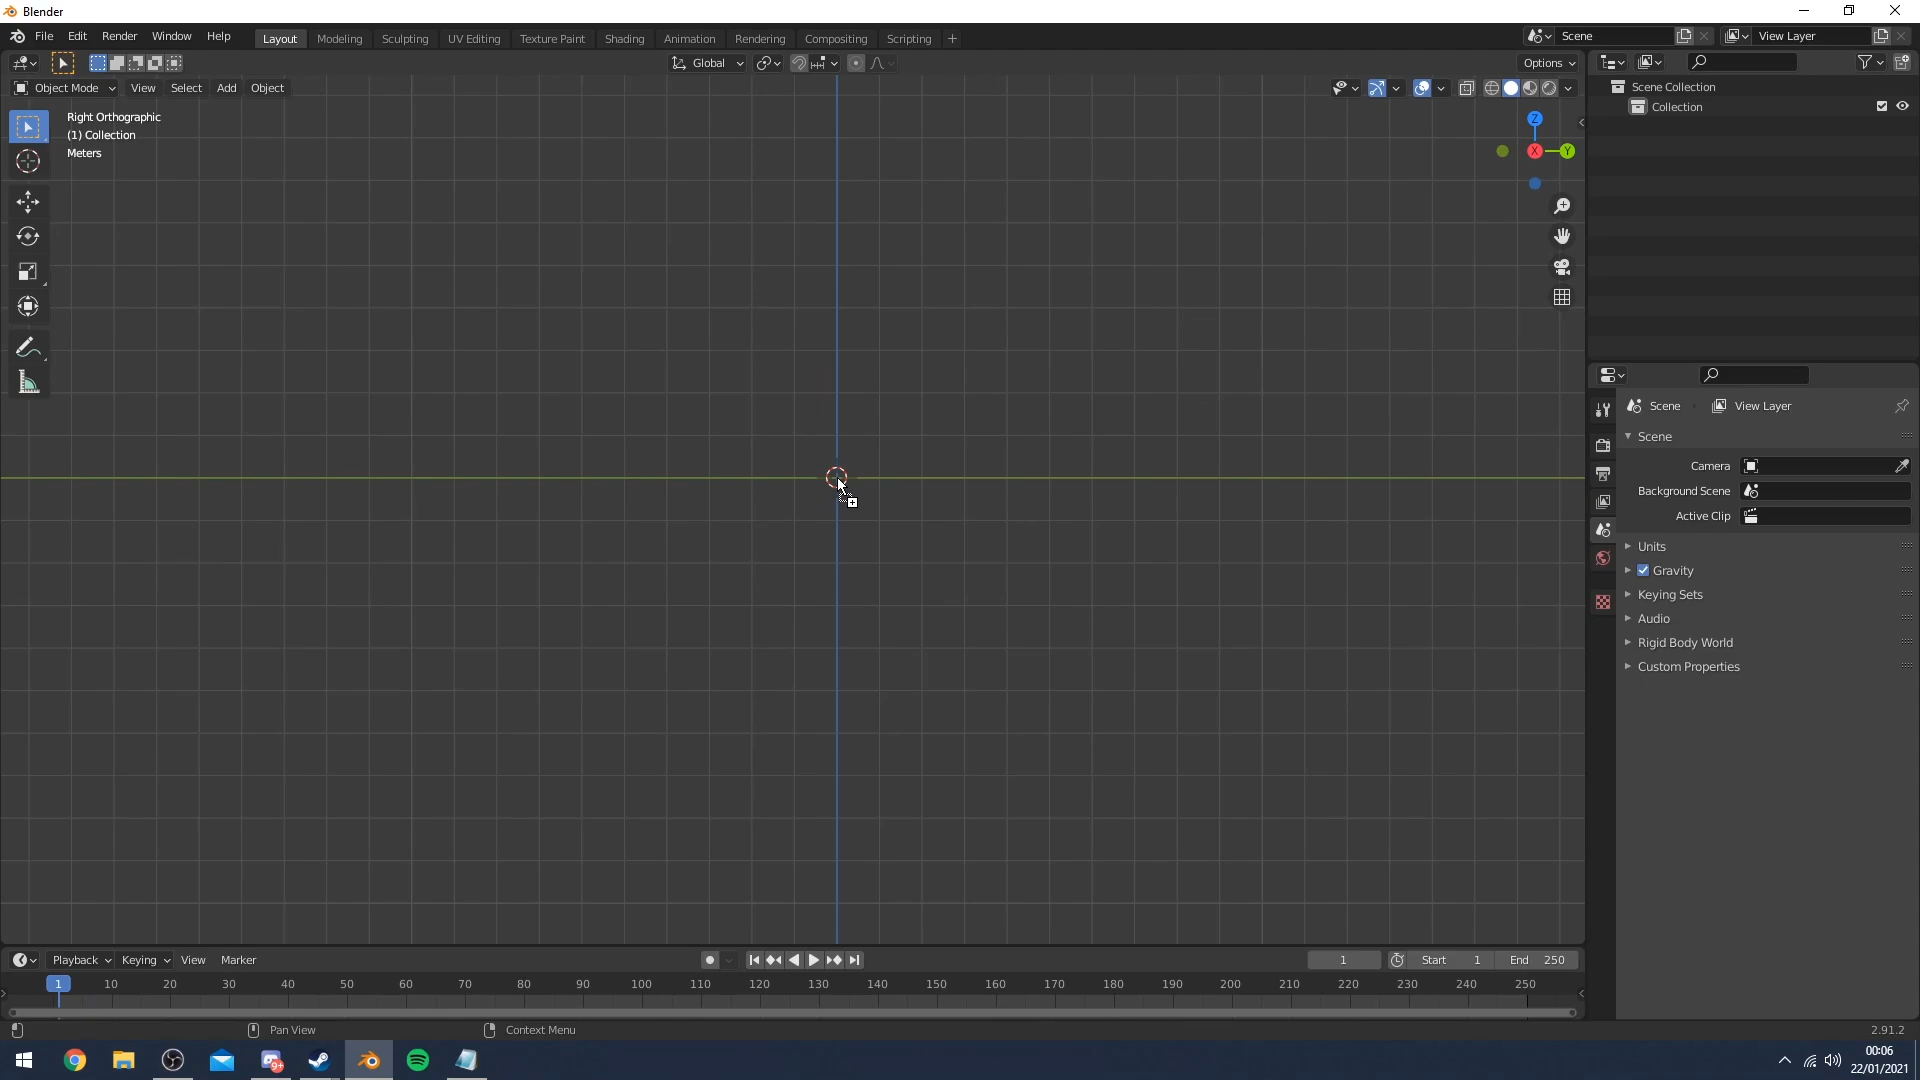 Blender
File Edit Render Window Help Layout Modeling Sculpting UV Editing Texture Paint Shading Animation Rendering Compositing Scripting + Scene View Layer
Global Options
Object Mode View Select Add Object
Right Orthographic
(1) Collection
Meters
Z
X
Y
Scene Collection
Collection
Scene View Layer
Scene
Camera
Background Scene
Active Clip
Units
Gravity
Keying Sets
Audio
Rigid Body World
Custom Properties
Playback Keying View Marker 1 Start 1 End 250
1 10 20 30 40 50 60 70 80 90 100 110 120 130 140 150 160 170 180 190 200 210 220 230 240 250
Pan View Context Menu 2.91.2
9+
00:06
22/01/2021